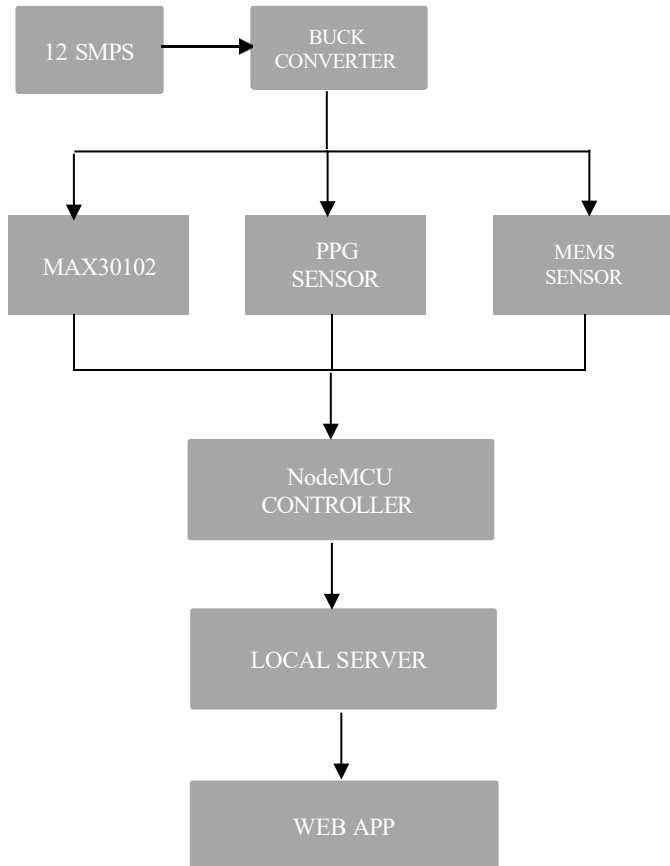 12 SMPS
BUCK
CONVERTER
MAX30102
PPG
SENSOR
MEMS
SENSOR
NodeMCU
CONTROLLER
LOCAL SERVER
WEB APP